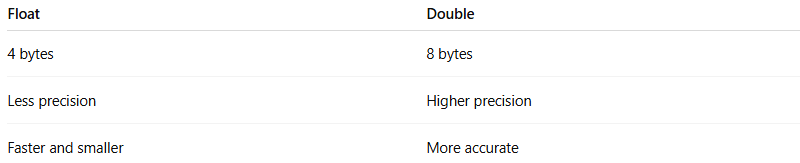 Float Double
4 bytes 8 bytes
Less precision Higher precision
Faster and smaller More accurate